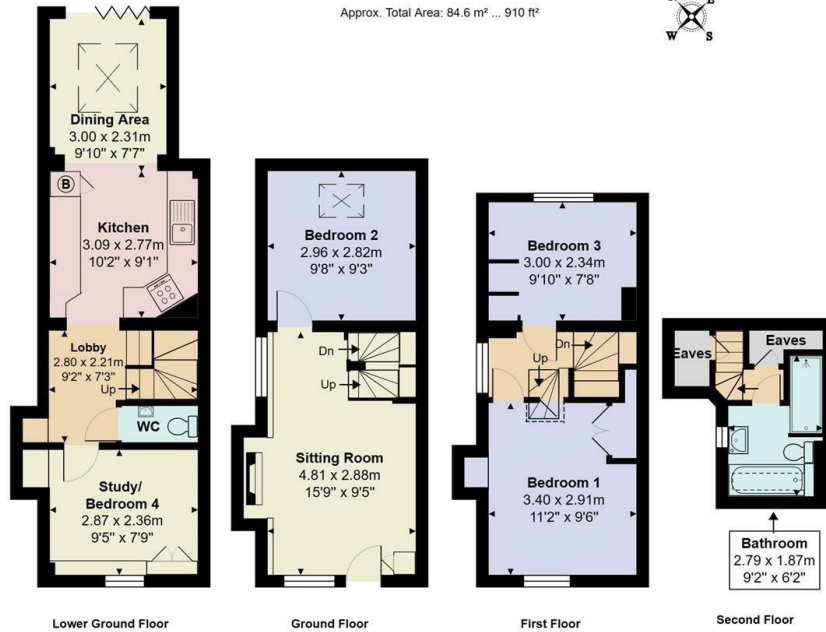 Approx. Total Area: 84.6 m² ... 910 ft²
E
W S
Dining Area
3.00 x 2.31m
9'10" x 7'7"
B
Kitchen
3.09 x 2.77m
10'2" x 9'1"
Lobby
2.80 x 2.21m
9'2" x 7'3"
Up
WC
Study/
Bedroom 4
2.87 x 2.36m
9'5" x 7'9"
Lower Ground Floor
Bedroom 2
2.96 x 2.82m
9'8" x 9'3"
Dn
Up
Sitting Room
4.81 x 2.88m
15'9" x 9'5"
Ground Floor
Bedroom 3
3.00 x 2.34m
9'10" x 7'8"
Dn
Up
Bedroom 1
3.40 x 2.91m
11'2" x 9'6"
First Floor
Eaves
Eaves
Bathroom
2.79 x 1.87m
9'2" x 6'2"
Second Floor